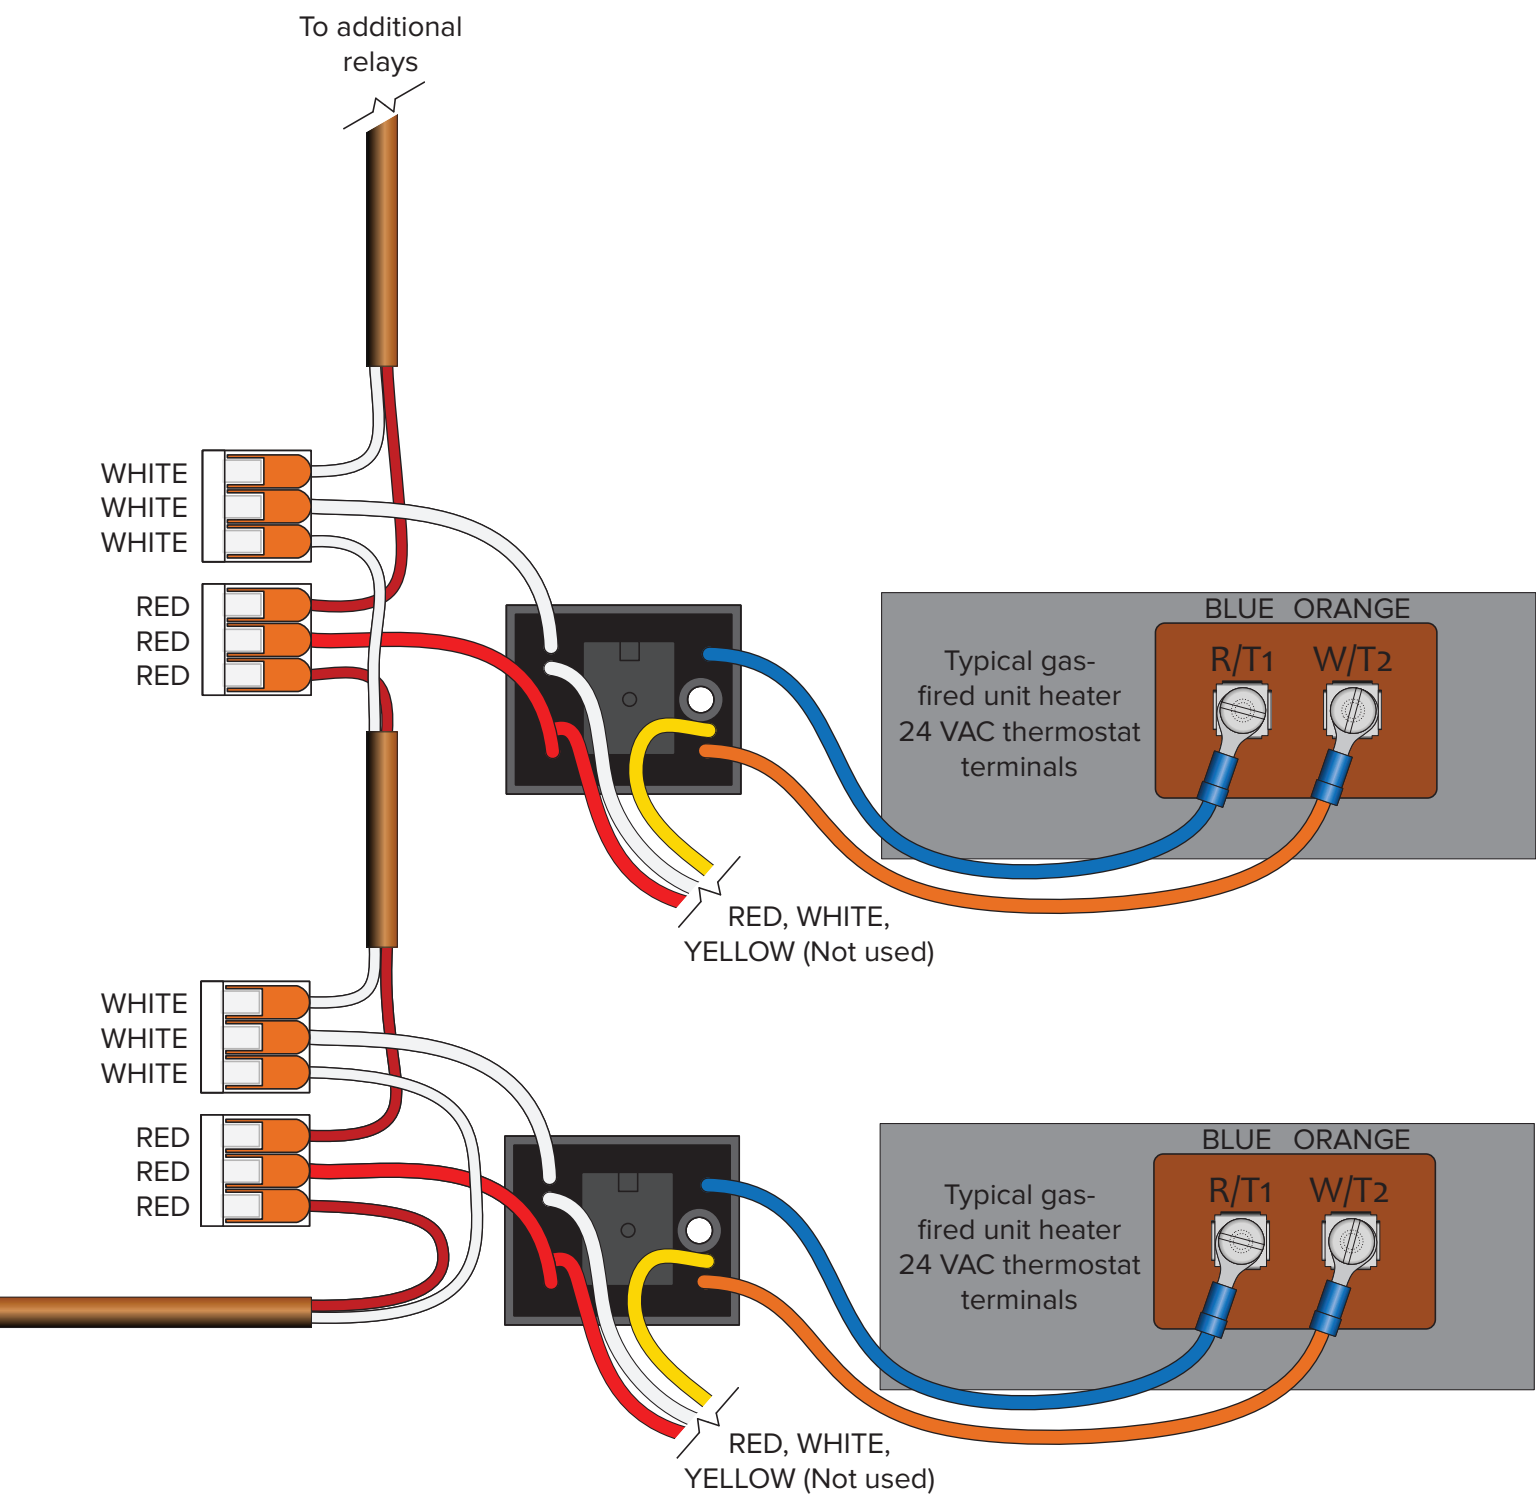 To additional
relays
WHITE
WHITE
WHITE
RED
RED
RED
BLUE ORANGE
R/T1 W/T2
Typical gas-
fired unit heater
24 VAC thermostat
terminals
RED, WHITE,
YELLOW (Not used)
WHITE
WHITE
WHITE
RED
RED
RED
BLUE ORANGE
R/T1 W/T2
Typical gas-
fired unit heater
24 VAC thermostat
terminals
RED, WHITE,
YELLOW (Not used)